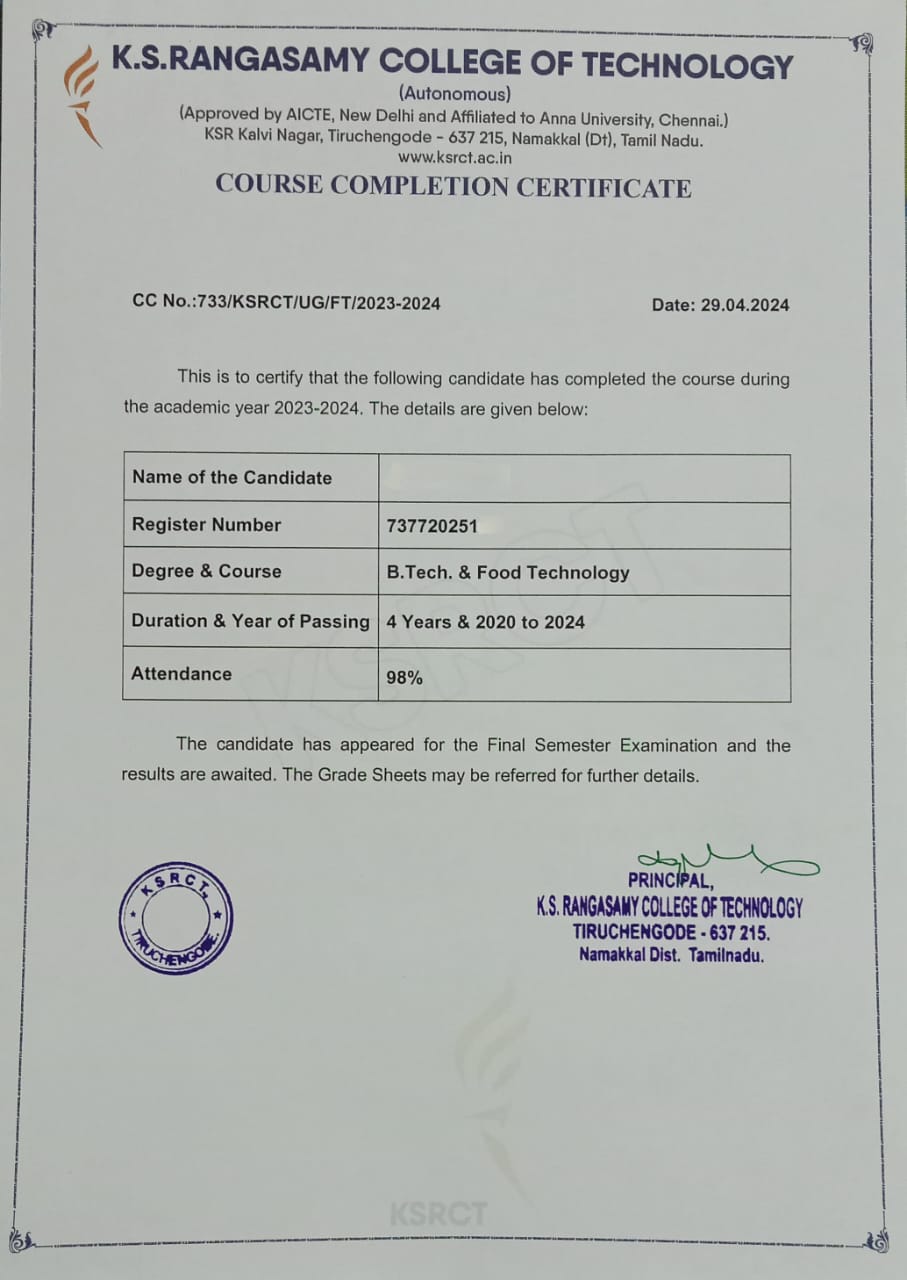 K.S.RANGASAMY COLLEGE OF TECHNOLOGY
(Autonomous)
(Approved by AICTE, New Delhi and Affiliated to Anna University, Chennai.)
KSR Kalvi Nagar, Tiruchengode - 637 215, Namakkal (Dt), Tamil Nadu.
www.ksrct.ac.in
COURSE COMPLETION CERTIFICATE
CC No.:733/KSRCT/UG/FT/2023-2024 Date: 29.04.2024
This is to certify that the following candidate has completed the course during
the academic year 2023-2024. The details are given below:
Name of the Candidate
Register Number 737720251
Degree & Course B.Tech. & Food Technology
Duration & Year of Passing 4 Years & 2020 to 2024
Attendance 98%
KSRCT
The candidate has appeared for the Final Semester Examination and the
results are awaited. The Grade Sheets may be referred for further details.
KSRCT,
TIRUCHENGODE.
PRINCIPAL,
K.S. RANGASAMY COLLEGE OF TECHNOLOGY
TIRUCHENGODE - 637 215.
Namakkal Dist. Tamilnadu.
KSRCT